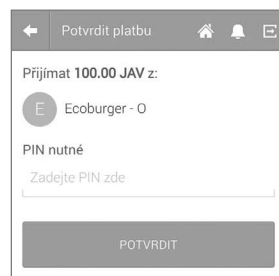 Potvrdit platbu
Přijímat 100.00 JAV z:
E
Ecoburger - O
PIN nutné
Zadejte PIN zde
POTVRDIT